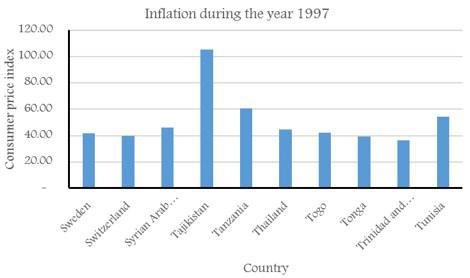 Inflation during the year 1997
120.00
100.00
80.00
60.00
40.00
20.00
-
Consumer price index
Sweden
Switzerland
Syrian Arab...
Tajikistan
Tanzania
Thailand
Togo
Tonga
Trinidad and...
Tunisia
Country